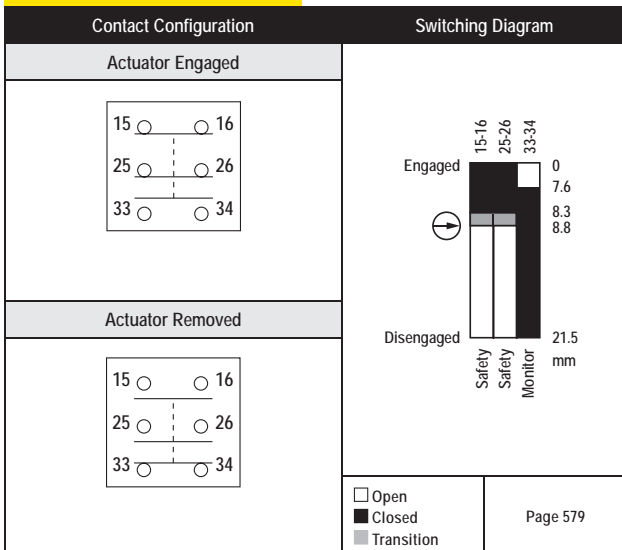 Contact Configuration
Switching Diagram
Actuator Engaged
15 16
25 26
33 34
Actuator Removed
15 16
25 26
33 34
15-16
25-26
33-34
Engaged
0
7.6
8.3
8.8
Disengaged
21.5
mm
Safety
Safety
Monitor
Open
Closed
Transition
Page 579